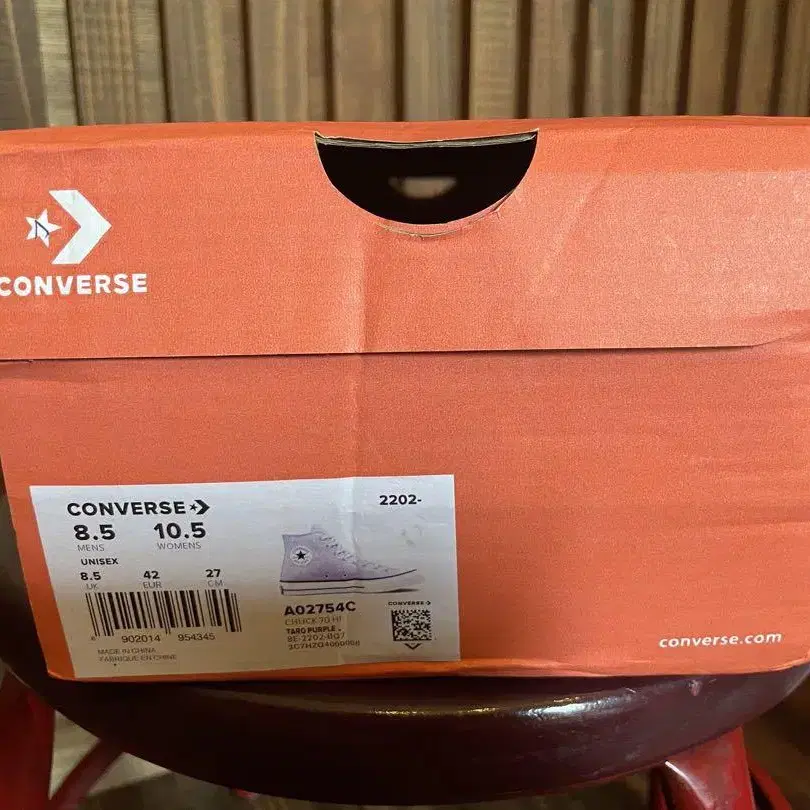 CONVERSE
CONVERSE
2202-
8.5 10.5
MENS WOMENS
UNISEX
8.5 42 27
UK EUR CM
A02754C
CHUCK 70 HI
TARO PURPLE
CONVERSE
902014 954345
MADE IN CHINA
FABRIQUE EN CHINE
converse.com